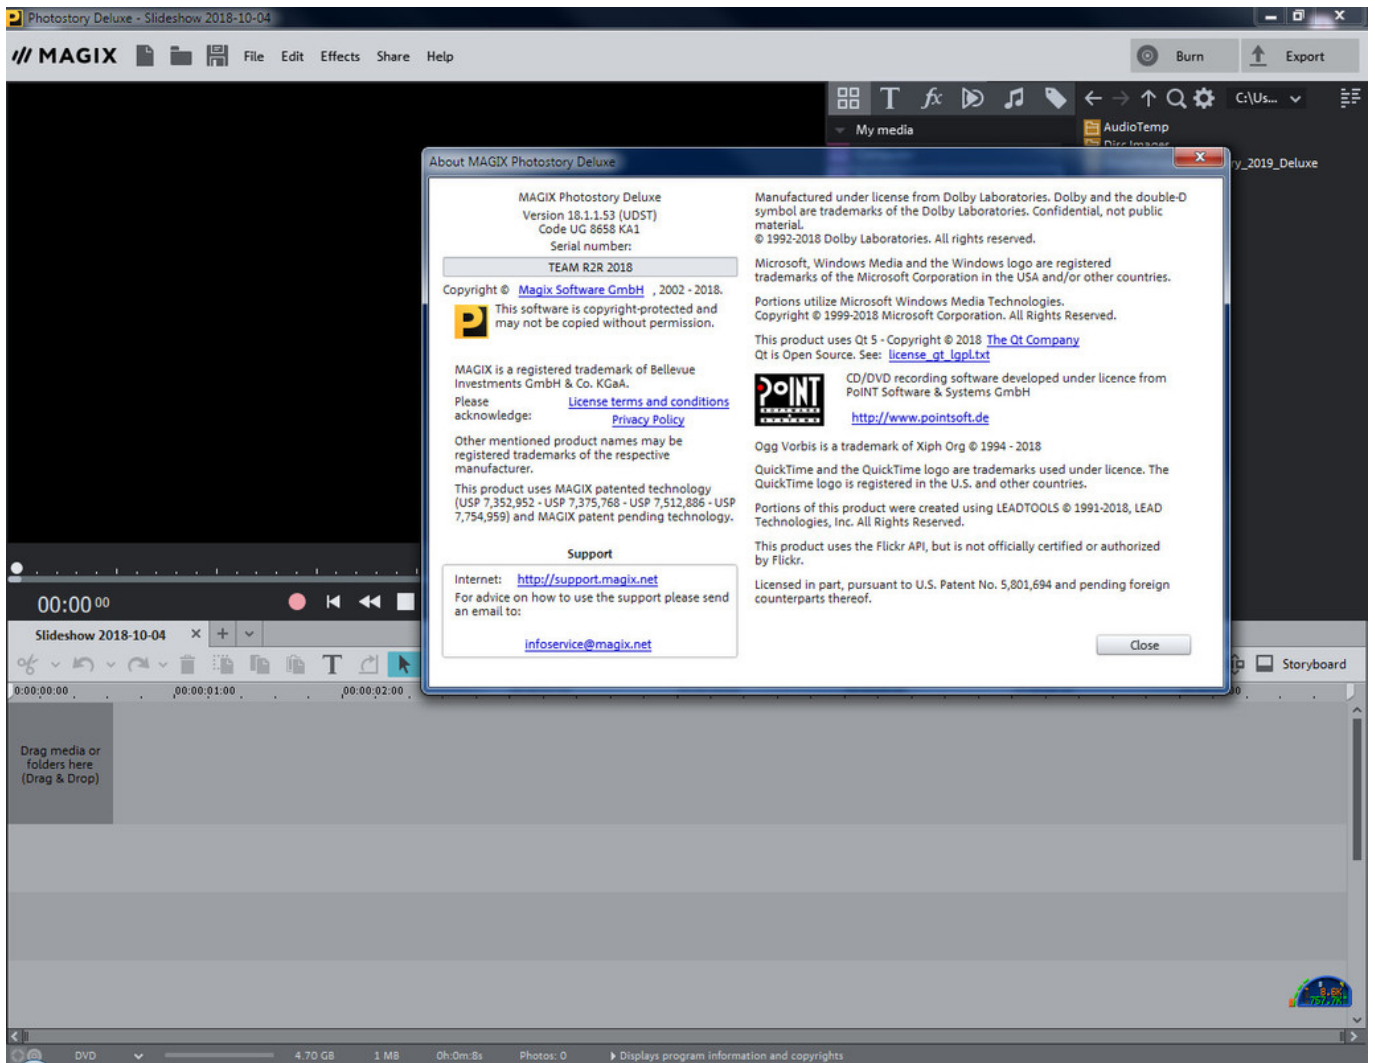 Photostory Deluxe - Slideshow 2018-10-04
MAGIX File Edit Effects Share Help Burn Export
C:\Us...
My media
AudioTemp
Disc Images
ry_2019_Deluxe
About MAGIX Photostory Deluxe
MAGIX Photostory Deluxe
Version 18.1.1.53 (UDST)
Code UG 8658 KA1
Serial number:
TEAM R2R 2018
Copyright © Magix Software GmbH , 2002 - 2018.
This software is copyright-protected and
may not be copied without permission.
MAGIX is a registered trademark of Bellevue
Investments GmbH & Co. KGaA.
Please License terms and conditions
acknowledge: Privacy Policy
Other mentioned product names may be
registered trademarks of the respective
manufacturer.
This product uses MAGIX patented technology
(USP 7,352,952 - USP 7,375,768 - USP 7,512,886 - USP
7,754,959) and MAGIX patent pending technology.
Support
Internet: http://support.magix.net
For advice on how to use the support please send
an email to:
infoservice@magix.net
Manufactured under license from Dolby Laboratories. Dolby and the double-D
symbol are trademarks of the Dolby Laboratories. Confidential, not public
material.
© 1992-2018 Dolby Laboratories. All rights reserved.
Microsoft, Windows Media and the Windows logo are registered
trademarks of the Microsoft Corporation in the USA and/or other countries.
Portions utilize Microsoft Windows Media Technologies.
Copyright © 1999-2018 Microsoft Corporation. All Rights Reserved.
This product uses Qt 5 - Copyright © 2018 The Qt Company
Qt is Open Source. See: license_qt_lgpl.txt
PoINT
SOFTWARE
SYSTEMS
CD/DVD recording software developed under licence from
PoINT Software & Systems GmbH
http://www.pointsoft.de
Ogg Vorbis is a trademark of Xiph Org © 1994 - 2018
QuickTime and the QuickTime logo are trademarks used under licence. The
QuickTime logo is registered in the U.S. and other countries.
Portions of this product were created using LEADTOOLS © 1991-2018, LEAD
Technologies, Inc. All Rights Reserved.
This product uses the Flickr API, but is not officially certified or authorized
by Flickr.
Licensed in part, pursuant to U.S. Patent No. 5,801,694 and pending foreign
counterparts thereof.
Close
00:00 00
Slideshow 2018-10-04
Storyboard
0:00:00:00 00:00:01:00 00:00:02:00
Drag media or
folders here
(Drag & Drop)
8.6K
757.7K
DVD 4.70 GB 1 MB 0h:0m:8s Photos: 0 Displays program information and copyrights